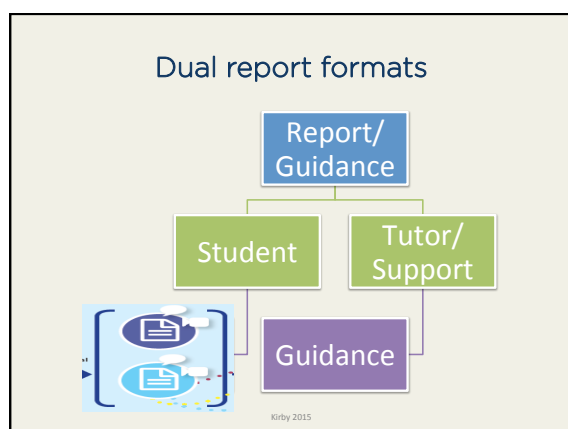 Dual report formats
Report/
Guidance
Student
Tutor/
Support
Guidance
Kirby 2015